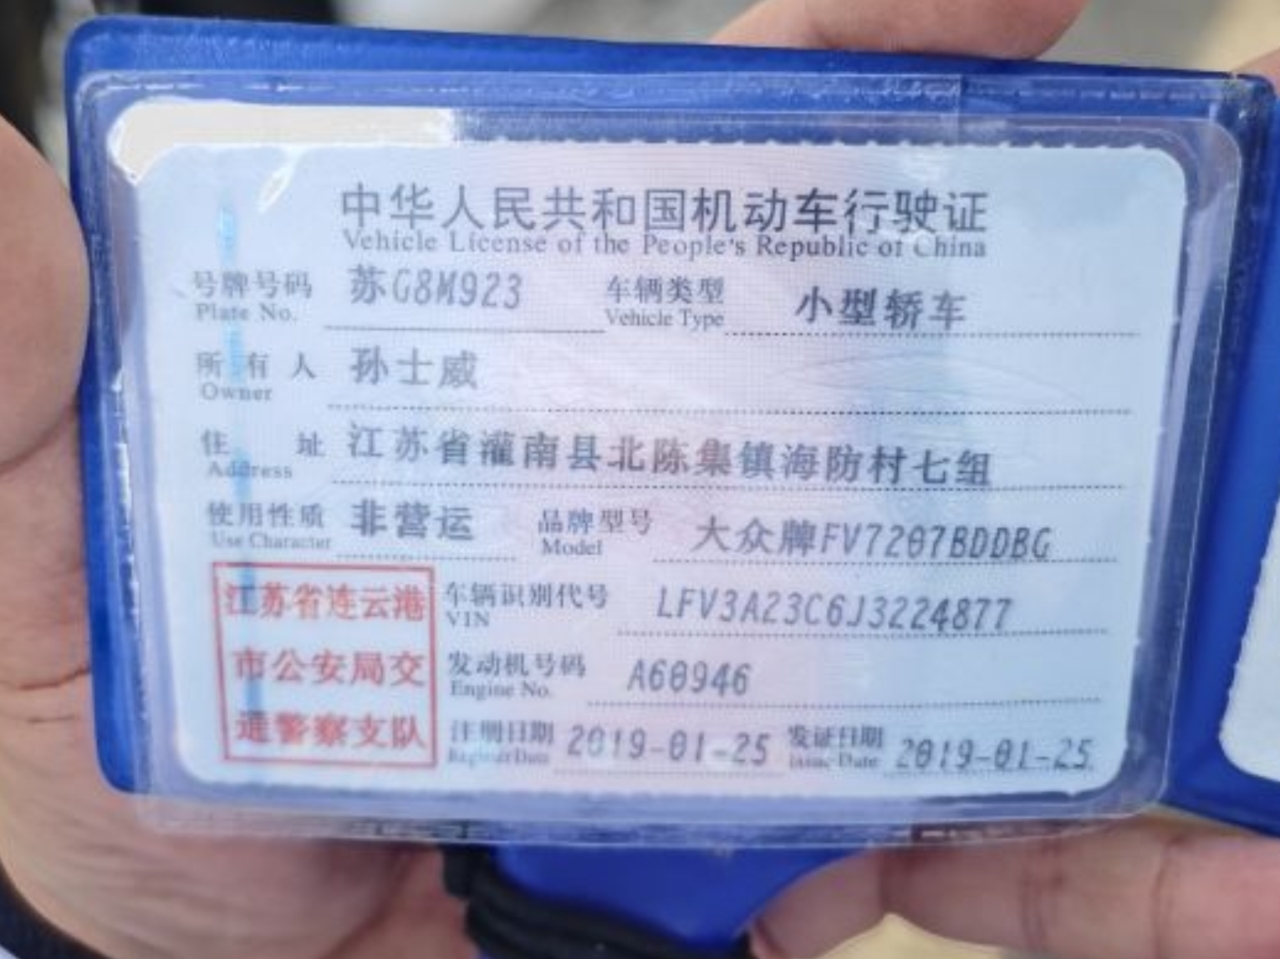 中华人民共和国机动车行驶证
Vehicle License of the People's Republic of China
号牌号码 苏G8M923 车辆类型 小型轿车
Plate No. Vehicle Type
所有人 孙士威
Owner
住址 江苏省灌南县北陈集镇海防村七组
Address
使用性质 非营运 品牌型号 大众牌FV7207BDDBG
Use Character Model
江苏省连云港
市公安局交
通警察支队
车辆识别代号 LFV3A23C6J3224877
VIN
发动机号码 A60946
Engine No.
注册日期 2019-01-25 发证日期 2019-01-25
Register Date Issue Date